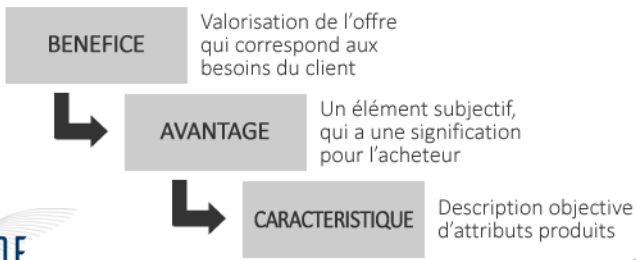 BENEFICE
Valorisation de l’offre
qui correspond aux
besoins du client
AVANTAGE
Un élément subjectif,
qui a une signification
pour l’acheteur
CARACTERISTIQUE
Description objective
d’attributs produits